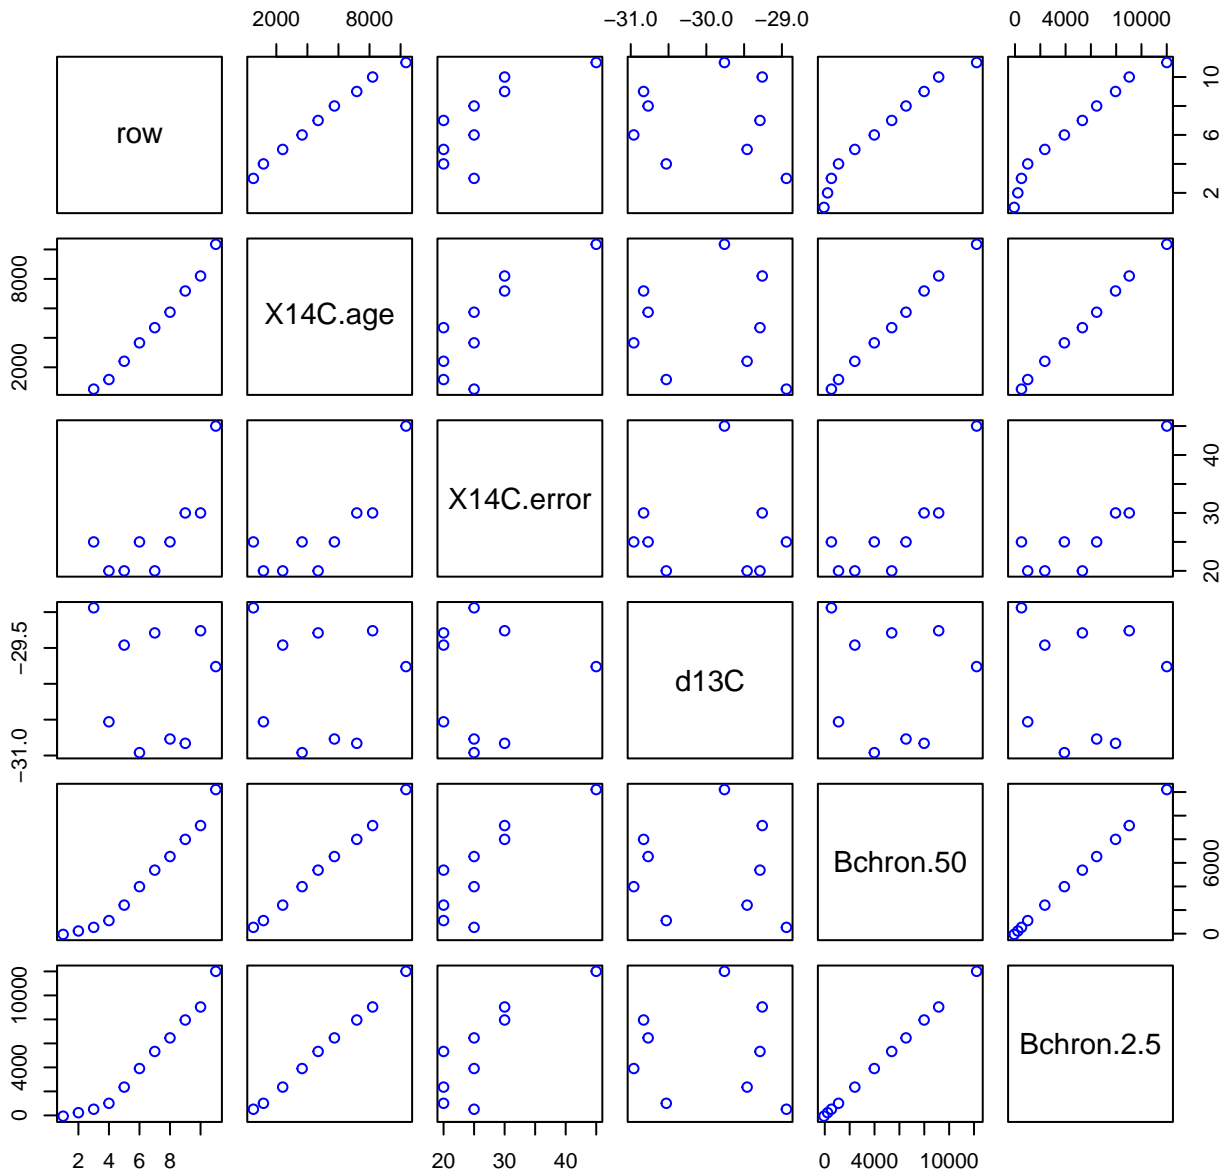 2000 8000 −31.0 −30.0 −29.0 0 4000 10000
row 2 6 10
2000 8000 X14C.age
X14C.error 20 30 40
−31.0 −29.5 d13C
Bchron.50 0 6000
0 4000 10000 Bchron.2.5
2 4 6 8 20 30 40 0 4000 10000